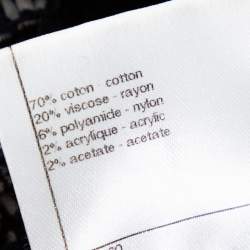 70% coton - cotton
20% viscose - rayon
6% polyamide - nylon
2% acrylique - acrylic
2% acetate - acetate